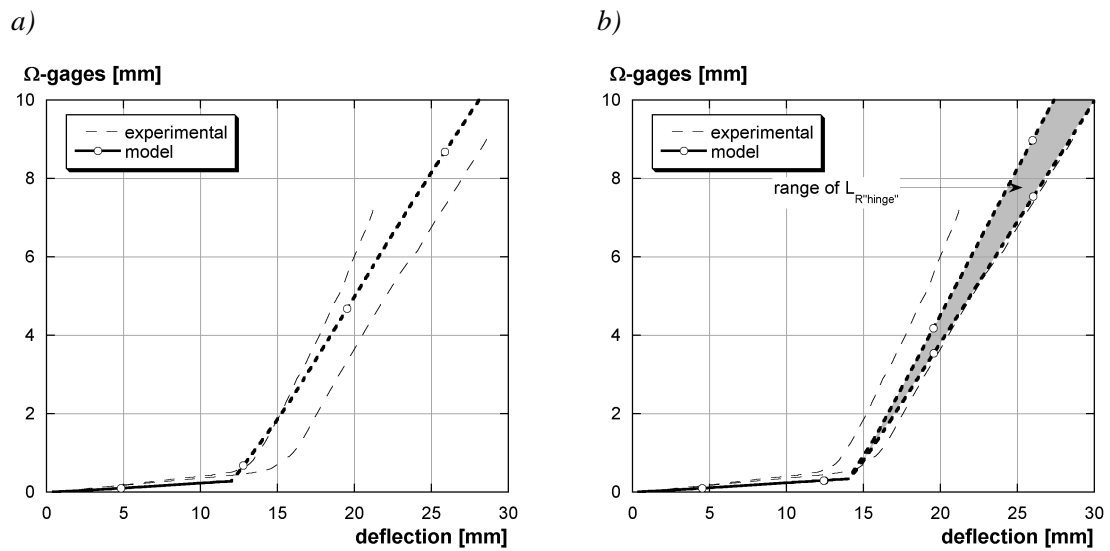 a)
Ω-gages [mm]
10
8
6
4
2
0
experimental
model
0 5 10 15 20 25 30
deflection [mm]
b)
Ω-gages [mm]
10
8
6
4
2
0
experimental
model
range of L_R"hinge"
0 5 10 15 20 25 30
deflection [mm]